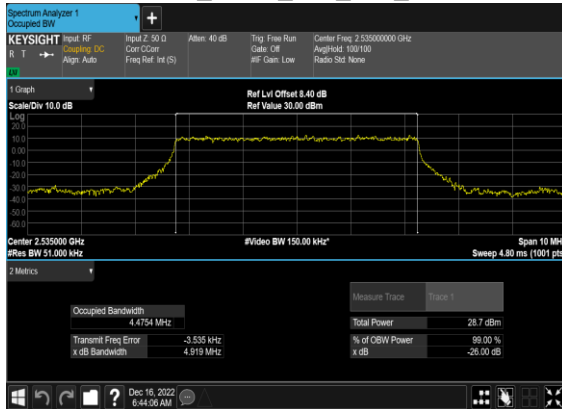 Spectrum Analyzer 1
Occupied BW
KEYSIGHT
R T
LW
Input: RF
Coupling: DC
Align: Auto
Input Z: 50 Ω
Corr CCorr
Freq Ref: Int (S)
Atten: 40 dB
Trig: Free Run
Gate: Off
#IF Gain: Low
Center Freq: 2.535000000 GHz
Avg|Hold: 100/100
Radio Std: None
1 Graph
Scale/Div 10.0 dB
Ref Lvl Offset 8.40 dB
Ref Value 30.00 dBm
Log
20.0
10.0
0.00
-10.0
-20.0
-30.0
-40.0
-50.0
-60.0
Center 2.535000 GHz
#Res BW 51.000 kHz
#Video BW 150.00 kHz*
Span 10 MH
Sweep 4.80 ms (1001 pts
2 Metrics
Measure Trace Trace 1
Occupied Bandwidth
4.4754 MHz
Total Power 28.7 dBm
Transmit Freq Error -3.535 kHz
% of OBW Power 99.00 %
x dB Bandwidth 4.919 MHz
x dB -26.00 dB
?
Dec 16, 2022
6:44:06 AM